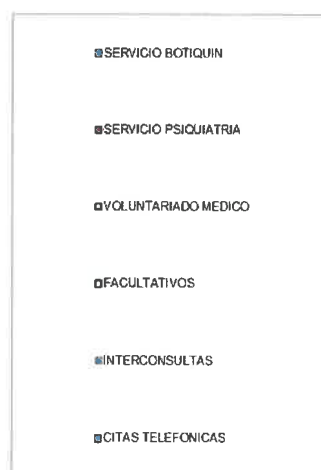 SERVICIO BOTIQUIN
SERVICIO PSIQUIATRIA
VOLUNTARIADO MEDICO
FACULTATIVOS
INTERCONSULTAS
CITAS TELEFONICAS